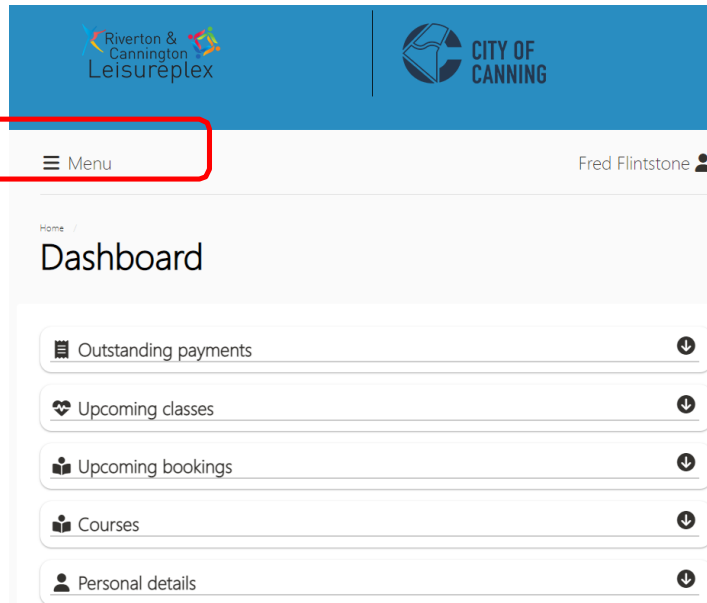 Riverton &
Cannington
Leisureplex
CITY OF
CANNING
Menu
Fred Flintstone
Home /
Dashboard
Outstanding payments
Upcoming classes
Upcoming bookings
Courses
Personal details